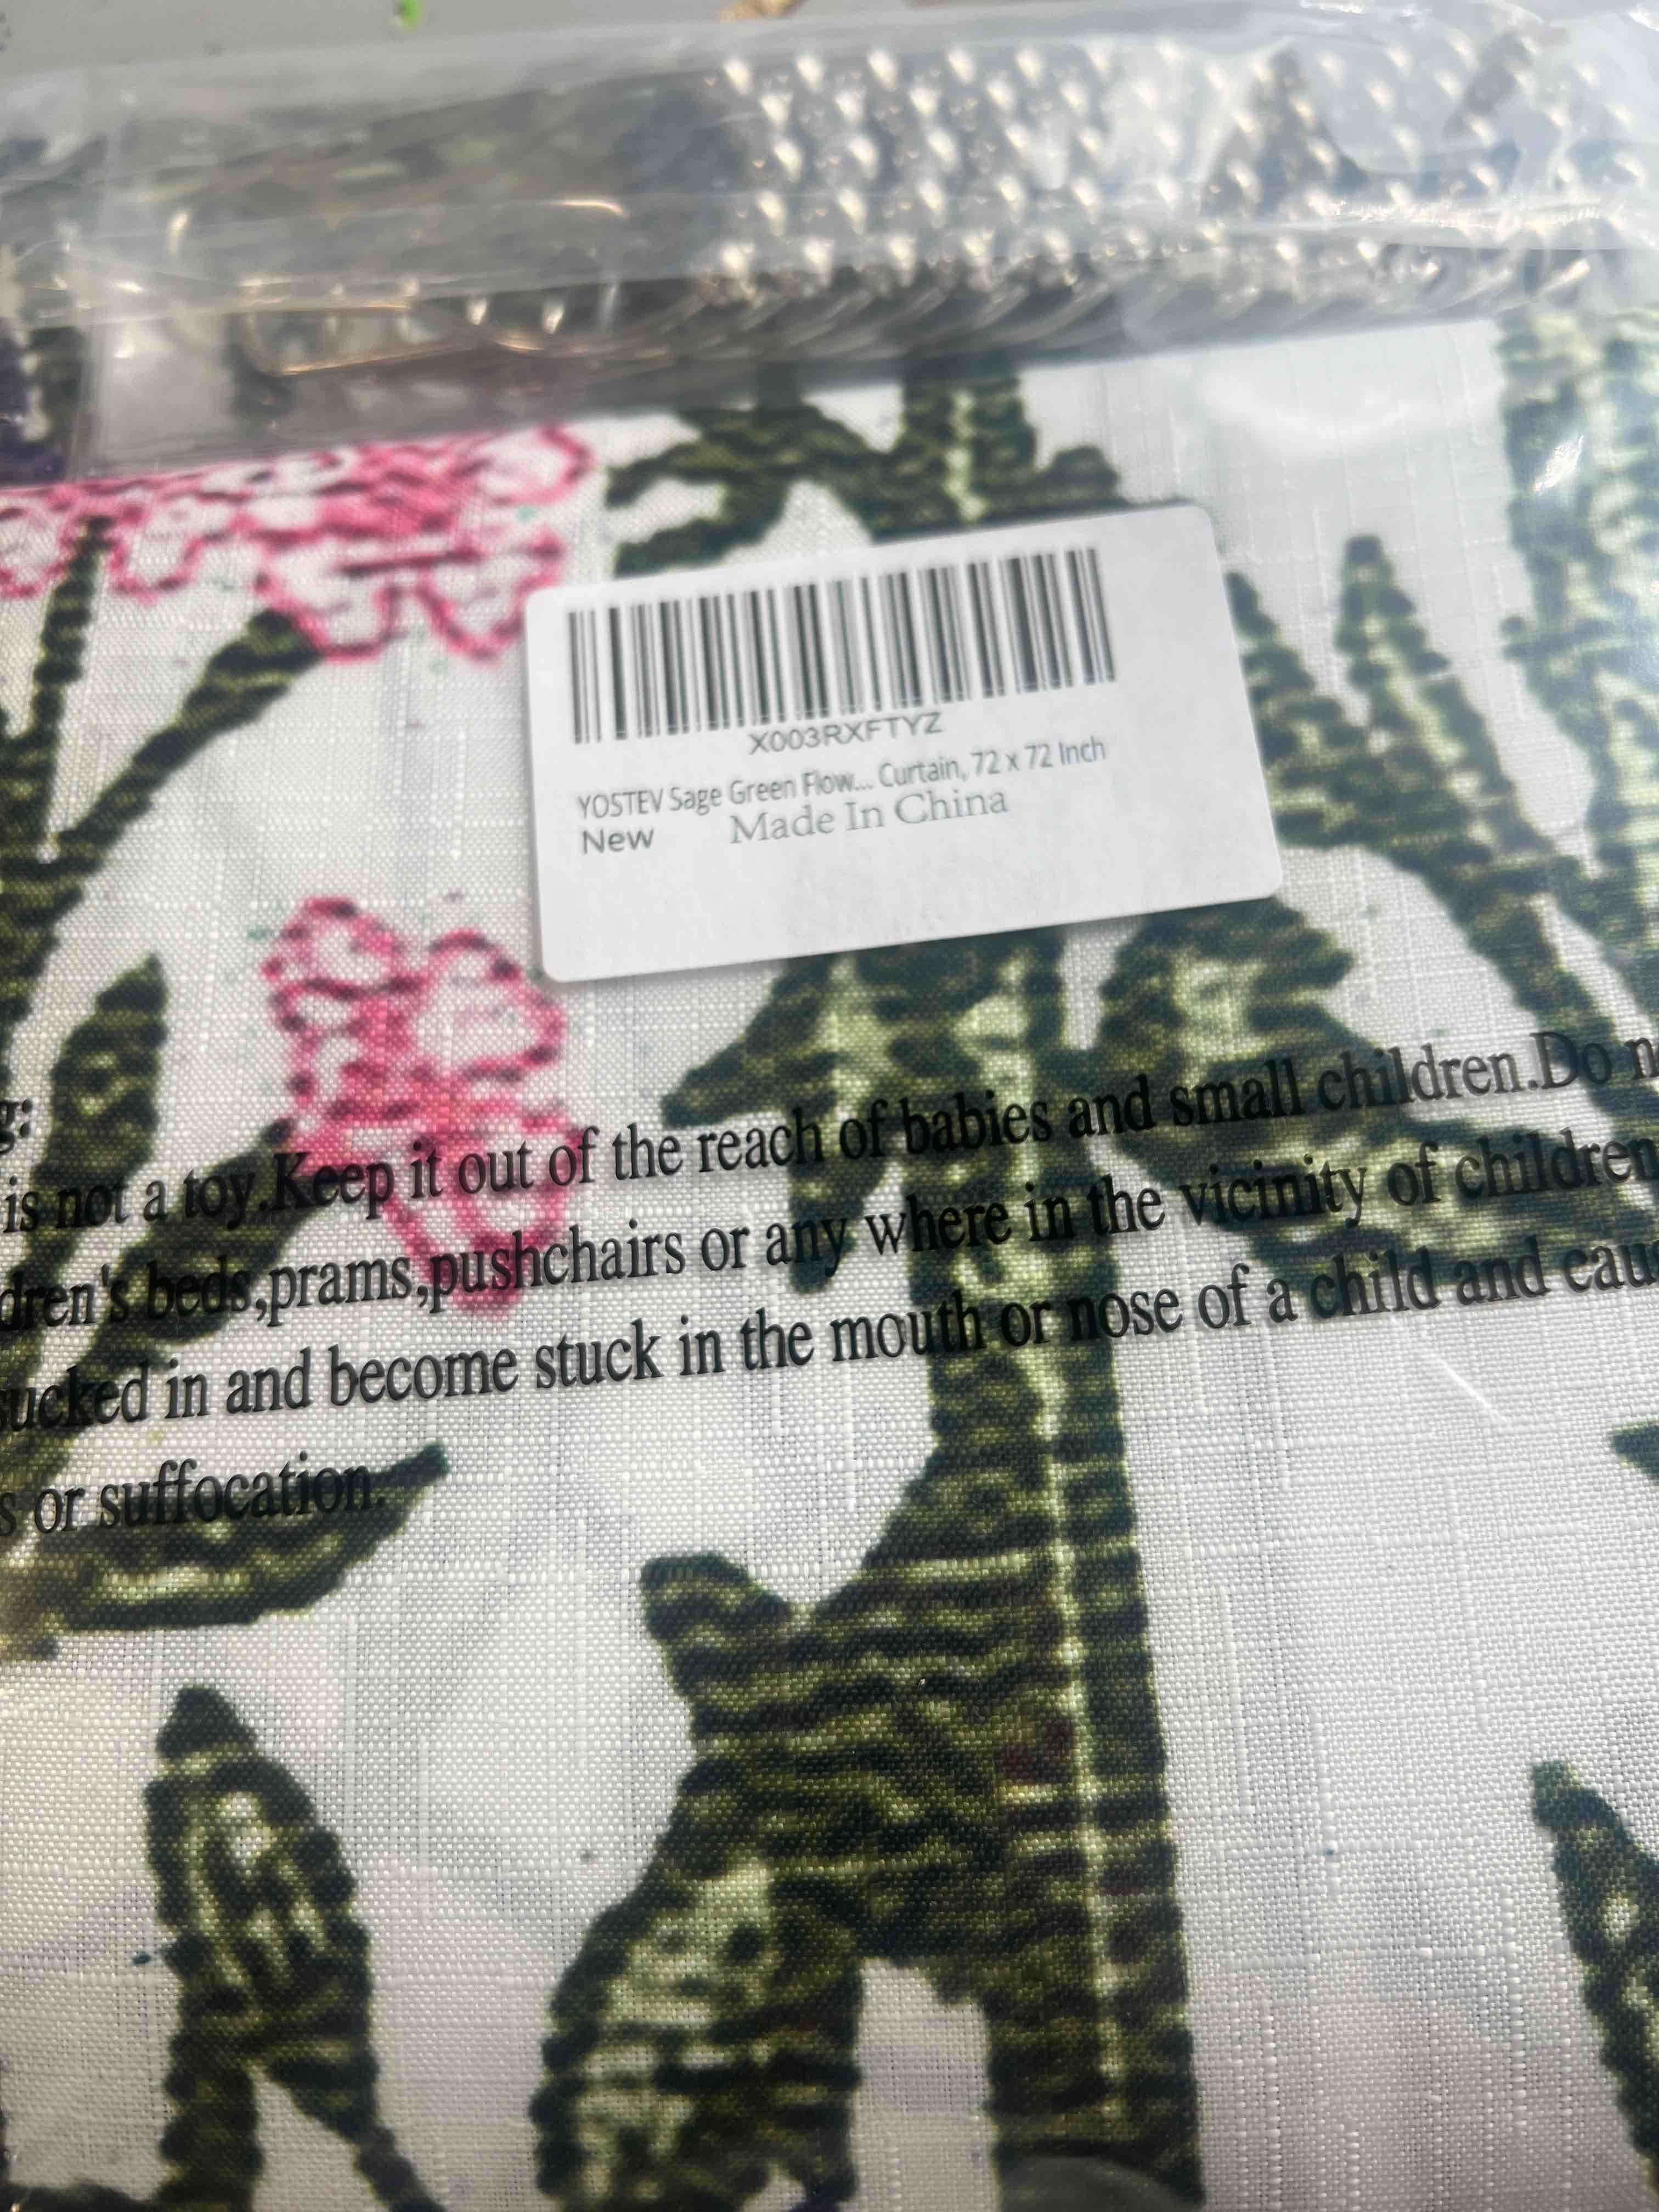 X003RXFTYZ
YOSTEV Sage Green Flow... Curtain, 72 x 72 Inch
New Made In China
g:
is not a toy.Keep it out of the reach of babies and small children.Do n
dren's beds,prams,pushchairs or any where in the vicinity of children
sucked in and become stuck in the mouth or nose of a child and cau
s or suffocation.